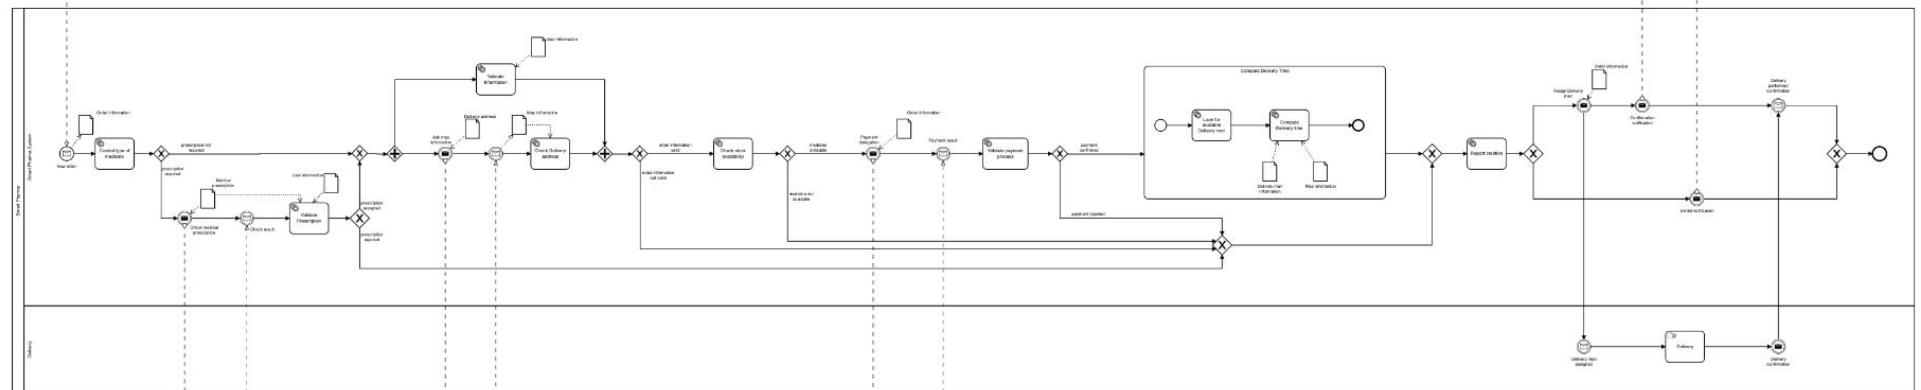 Smart Pharma
Smart Pharma System
Delivery
New order
Order information
Control type of
medicine
prescription not
required
prescription
required
Check medical
prescription
Check result
User information
Validate
Prescription
prescription
accepted
prescription
rejected
Validate
Information
User information
Ask map
information
Delivery address
Map information
Check Delivery
address
order information
valid
order information
not valid
Check stock
availability
medicine
available
medicine not
available
Payment
delegation
Order information
Payment result
Validate payment
process
payment
confirmed
payment rejected
Compute Delivery Time
Look for
available
Delivery man
Compute
Delivery time
Delivery man
information
Map information
Report creation
Assign Delivery
man
Order information
Confirmation
notification
Delivery
performed
confirmation
Send notification
Delivery man
assigned
Delivery
Delivery
confirmation